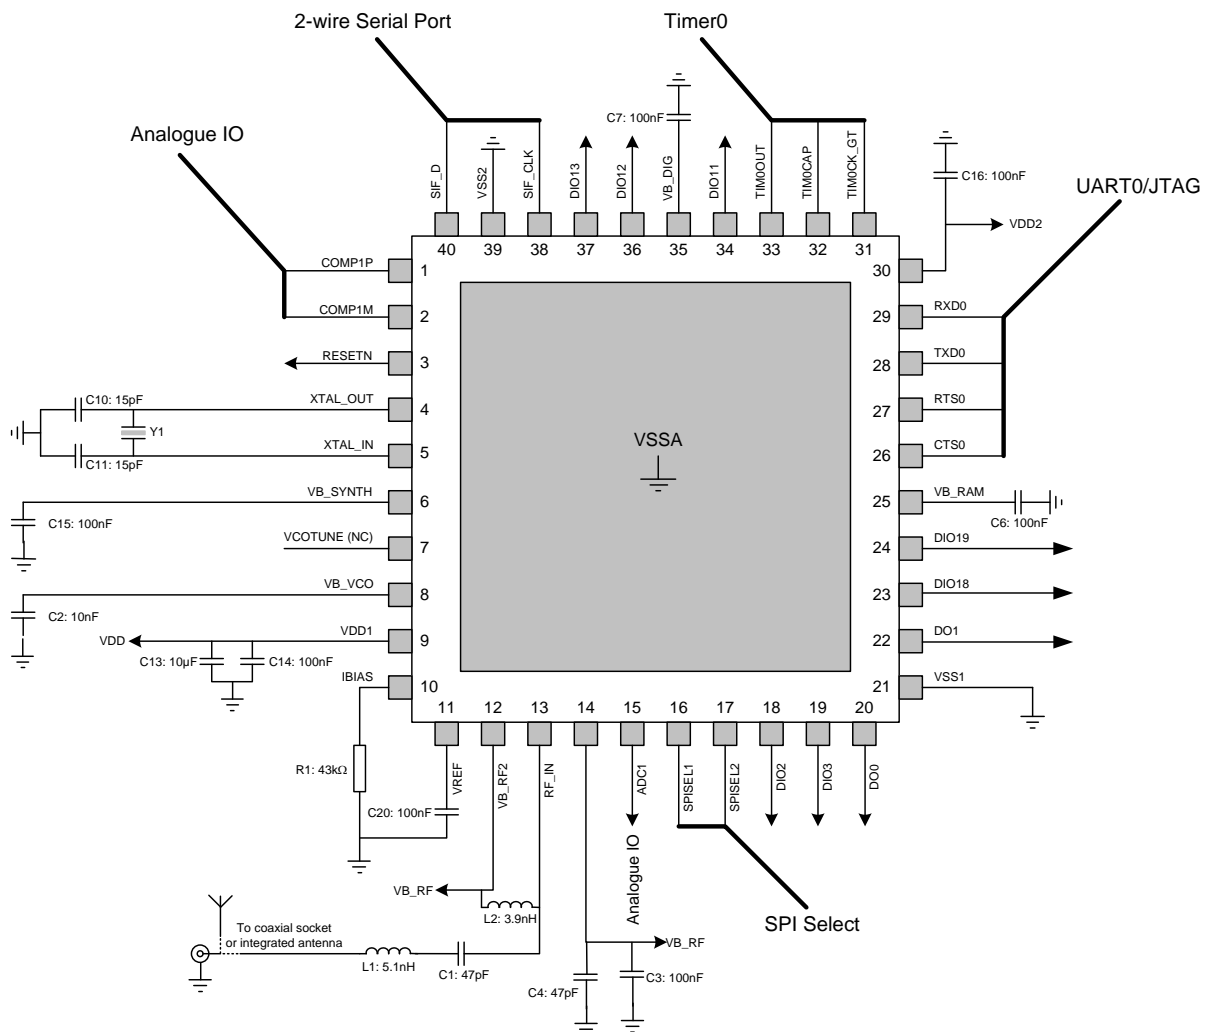 2-wire Serial Port
Timer0
Analogue IO
UART0/JTAG
C7: 100nF
C16: 100nF
VDD2
SIF_D
VSS2
SIF_CLK
DIO13
DIO12
VB_DIG
DIO11
TIM0OUT
TIM0CAP
TIM0CK_GT
40 39 38 37 36 35 34 33 32 31
COMP1P 1
COMP1M 2
RESETN 3
XTAL_OUT 4
XTAL_IN 5
VB_SYNTH 6
VCOTUNE (NC) 7
VB_VCO 8
VDD1 9
IBIAS 10
C10: 15pF
Y1
C11: 15pF
C15: 100nF
C2: 10nF
VDD
C13: 10µF
C14: 100nF
VSSA
30
29 RXD0
28 TXD0
27 RTS0
26 CTS0
25 VB_RAM
C6: 100nF
24 DIO19
23 DIO18
22 DO1
21 VSS1
11 12 13 14 15 16 17 18 19 20
VREF
VB_RF2
RF_IN
ADC1
SPISEL1
SPISEL2
DIO2
DIO3
DO0
R1: 43kΩ
C20: 100nF
Analogue IO
VB_RF
L2: 3.9nH
SPI Select
To coaxial socket
or integrated antenna
L1: 5.1nH
C1: 47pF
VB_RF
C4: 47pF
C3: 100nF